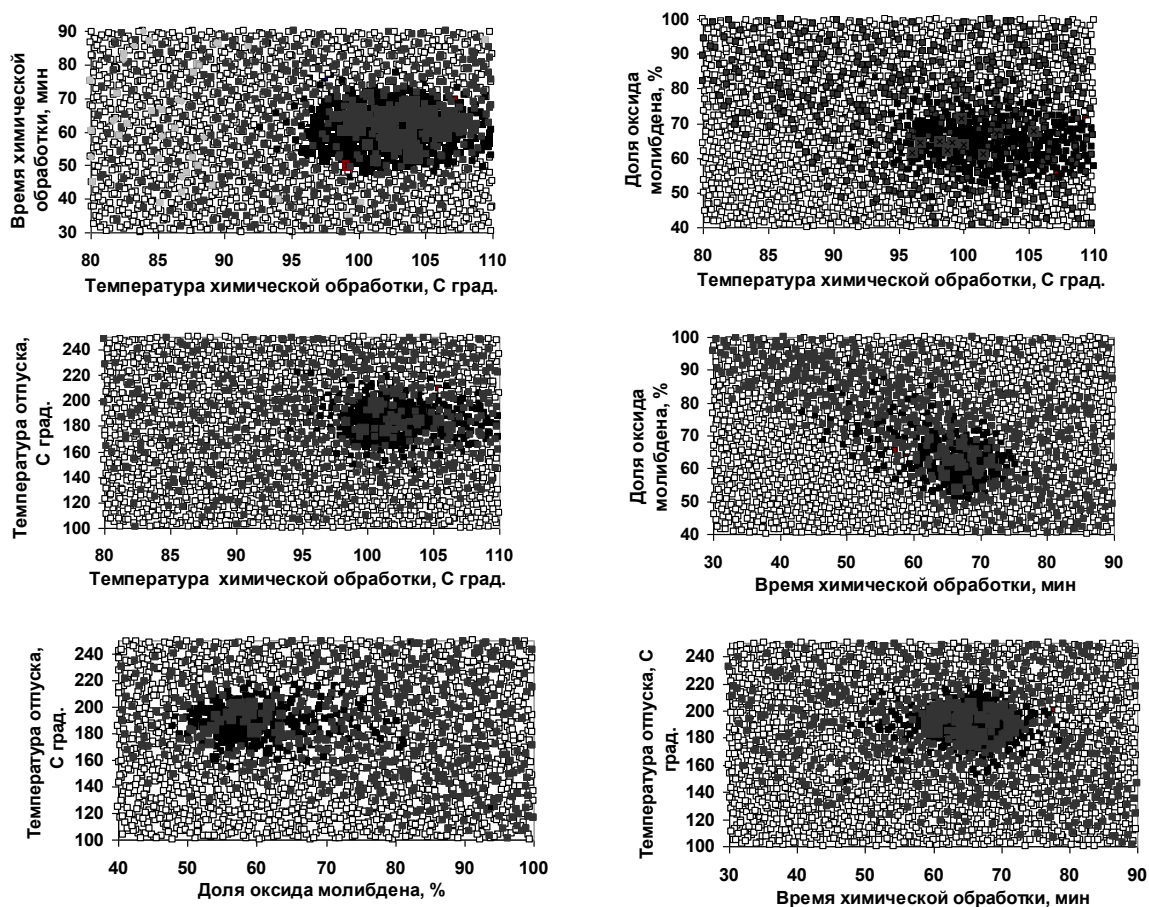 Время химической
обработки, мин
90
80
70
60
50
40
30
80 85 90 95 100 105 110
Температура химической обработки, С град.
Доля оксида
молибдена, %
100
90
80
70
60
50
40
80 85 90 95 100 105 110
Температура химической обработки, С град.
Температура отпуска,
С град.
240
220
200
180
160
140
120
100
80 85 90 95 100 105 110
Температура химической обработки, С град.
Доля оксида
молибдена, %
100
90
80
70
60
50
40
30 40 50 60 70 80 90
Время химической обработки, мин
Температура отпуска,
С град.
240
220
200
180
160
140
120
100
40 50 60 70 80 90 100
Доля оксида молибдена, %
Температура отпуска, С
град.
240
220
200
180
160
140
120
100
30 40 50 60 70 80 90
Время химической обработки, мин